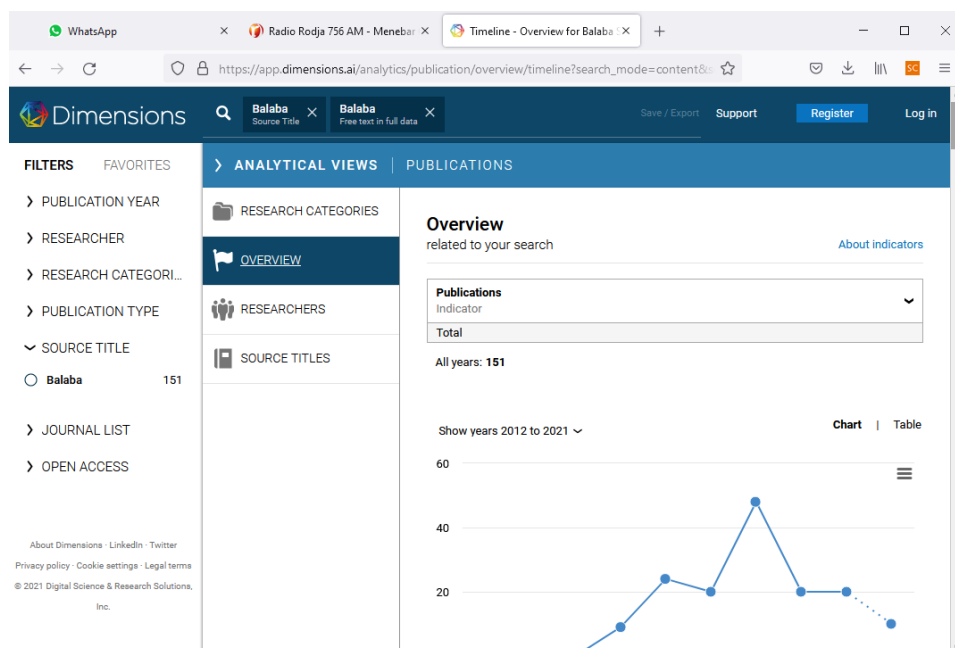 WhatsApp
Radio Rodja 756 AM - Meneba
Timeline - Overview for Balaba
https://app.dimensions.ai/analytics/publication/overview/timeline?search_mode=content&
SC
Dimensions
Balaba
Source Title
Balaba
Free text in full data
Save / Export
Support
Register
Log in
FILTERS
FAVORITES
ANALYTICAL VIEWS | PUBLICATIONS
PUBLICATION YEAR
RESEARCHER
RESEARCH CATEGORI...
PUBLICATION TYPE
SOURCE TITLE
Balaba 151
JOURNAL LIST
OPEN ACCESS
About Dimensions · LinkedIn · Twitter
Privacy policy · Cookie settings · Legal terms
© 2021 Digital Science & Research Solutions,
Inc.
RESEARCH CATEGORIES
OVERVIEW
RESEARCHERS
SOURCE TITLES
Overview
related to your search
About indicators
Publications
Indicator
Total
All years: 151
Show years 2012 to 2021
Chart | Table
60
40
20